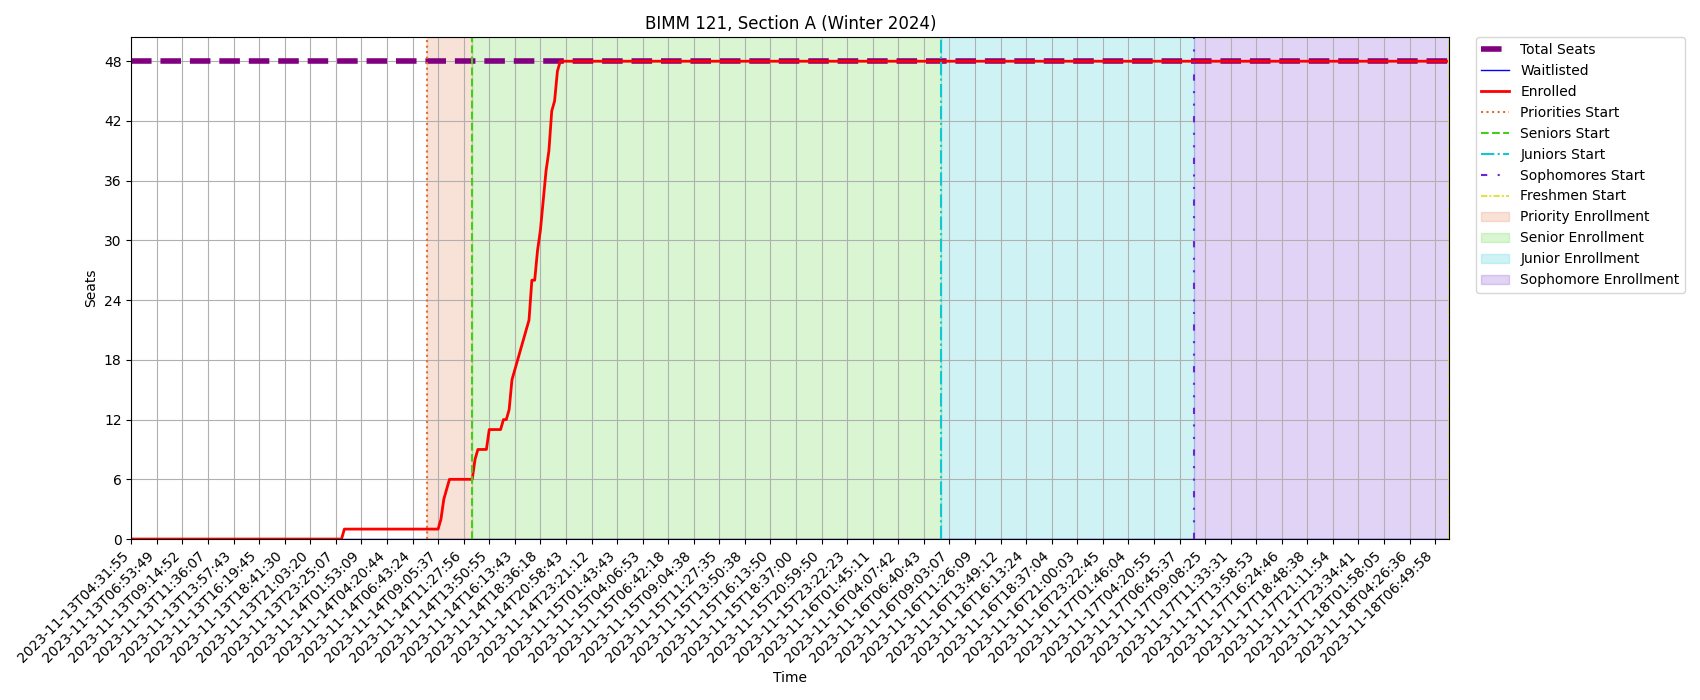 BIMM 121, Section A (Winter 2024)
Total Seats
Waitlisted
Enrolled
Priorities Start
Seniors Start
Juniors Start
Sophomores Start
Freshmen Start
Priority Enrollment
Senior Enrollment
Junior Enrollment
Sophomore Enrollment
Seats
48
42
36
30
24
18
12
6
0
2023-11-13T04:31:55
2023-11-13T06:53:49
2023-11-13T09:14:52
2023-11-13T11:36:07
2023-11-13T13:57:43
2023-11-13T16:19:45
2023-11-13T18:41:30
2023-11-13T21:03:20
2023-11-13T23:25:07
2023-11-14T01:53:09
2023-11-14T04:20:44
2023-11-14T06:43:24
2023-11-14T09:05:37
2023-11-14T11:27:56
2023-11-14T13:50:55
2023-11-14T16:13:43
2023-11-14T18:36:18
2023-11-14T20:58:43
2023-11-14T23:21:12
2023-11-15T01:43:43
2023-11-15T04:06:53
2023-11-15T06:42:18
2023-11-15T09:04:38
2023-11-15T11:27:35
2023-11-15T13:50:38
2023-11-15T16:13:50
2023-11-15T18:37:00
2023-11-15T20:59:50
2023-11-15T23:22:23
2023-11-16T01:45:11
2023-11-16T04:07:42
2023-11-16T06:40:43
2023-11-16T09:03:07
2023-11-16T11:26:09
2023-11-16T13:49:12
2023-11-16T16:13:24
2023-11-16T18:37:04
2023-11-16T21:00:03
2023-11-16T23:22:45
2023-11-17T01:46:04
2023-11-17T04:20:55
2023-11-17T06:45:37
2023-11-17T09:08:25
2023-11-17T11:33:31
2023-11-17T13:58:53
2023-11-17T16:24:46
2023-11-17T18:48:38
2023-11-17T21:11:54
2023-11-17T23:34:41
2023-11-18T01:58:05
2023-11-18T04:26:36
2023-11-18T06:49:58
Time